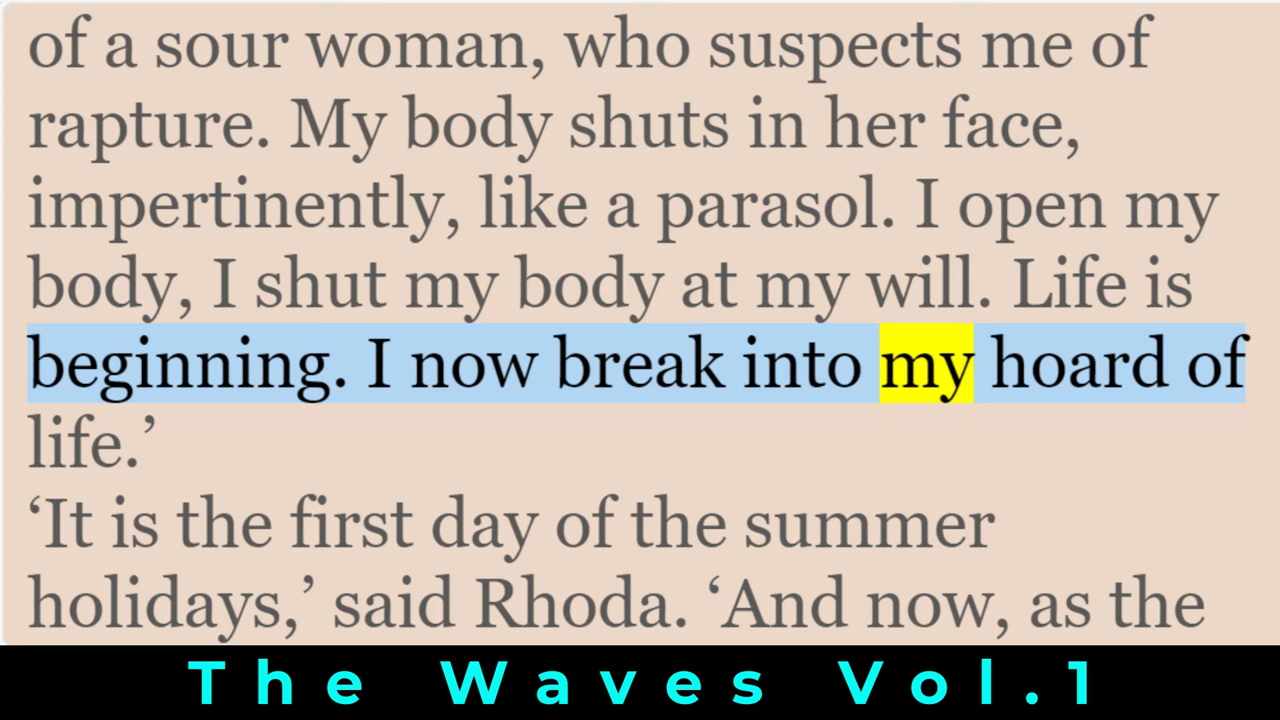 of a sour woman, who suspects me of
rapture. My body shuts in her face,
impertinently, like a parasol. I open my
body, I shut my body at my will. Life is
beginning. I now break into my hoard of
life.’
‘It is the first day of the summer
holidays,’ said Rhoda. ‘And now, as the
The Waves Vol.1